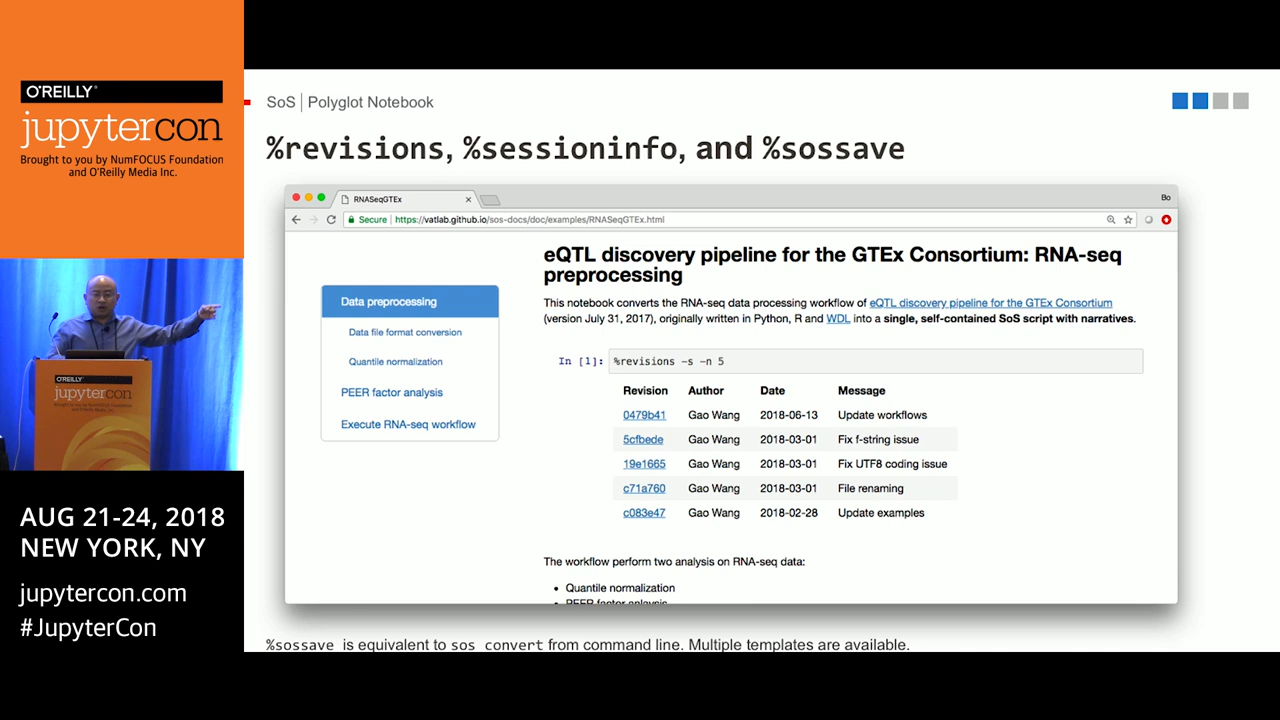 O'REILLY®
jupytercon
Brought to you by NumFOCUS Foundation
and O'Reilly Media Inc.
O'REILLY
jupytercon
AUG 21-24, 2018
NEW YORK, NY
jupytercon.com
#JupyterCon
SoS | Polyglot Notebook
%revisions, %sessioninfo, and %sossave
RNASeqGTEx
Bo
Secure | https://vatlab.github.io/sos-docs/doc/examples/RNASeqGTEx.html
Data preprocessing
Data file format conversion
Quantile normalization
PEER factor analysis
Execute RNA-seq workflow
eQTL discovery pipeline for the GTEx Consortium: RNA-seq
preprocessing
This notebook converts the RNA-seq data processing workflow of eQTL discovery pipeline for the GTEx Consortium
(version July 31, 2017), originally written in Python, R and WDL into a single, self-contained SoS script with narratives.
In [1]: %revisions -s -n 5
Revision Author Date Message
0479b41 Gao Wang 2018-06-13 Update workflows
5cfbede Gao Wang 2018-03-01 Fix f-string issue
19e1665 Gao Wang 2018-03-01 Fix UTF8 coding issue
c71a760 Gao Wang 2018-03-01 File renaming
c083e47 Gao Wang 2018-02-28 Update examples
The workflow perform two analysis on RNA-seq data:
• Quantile normalization
• PEER factor anlavsis
%sossave is equivalent to sos convert from command line. Multiple templates are available.